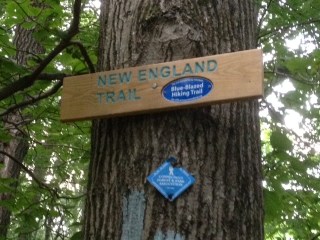 NEW ENGLAND
TRAIL
Blue-Blazed
Hiking Trail